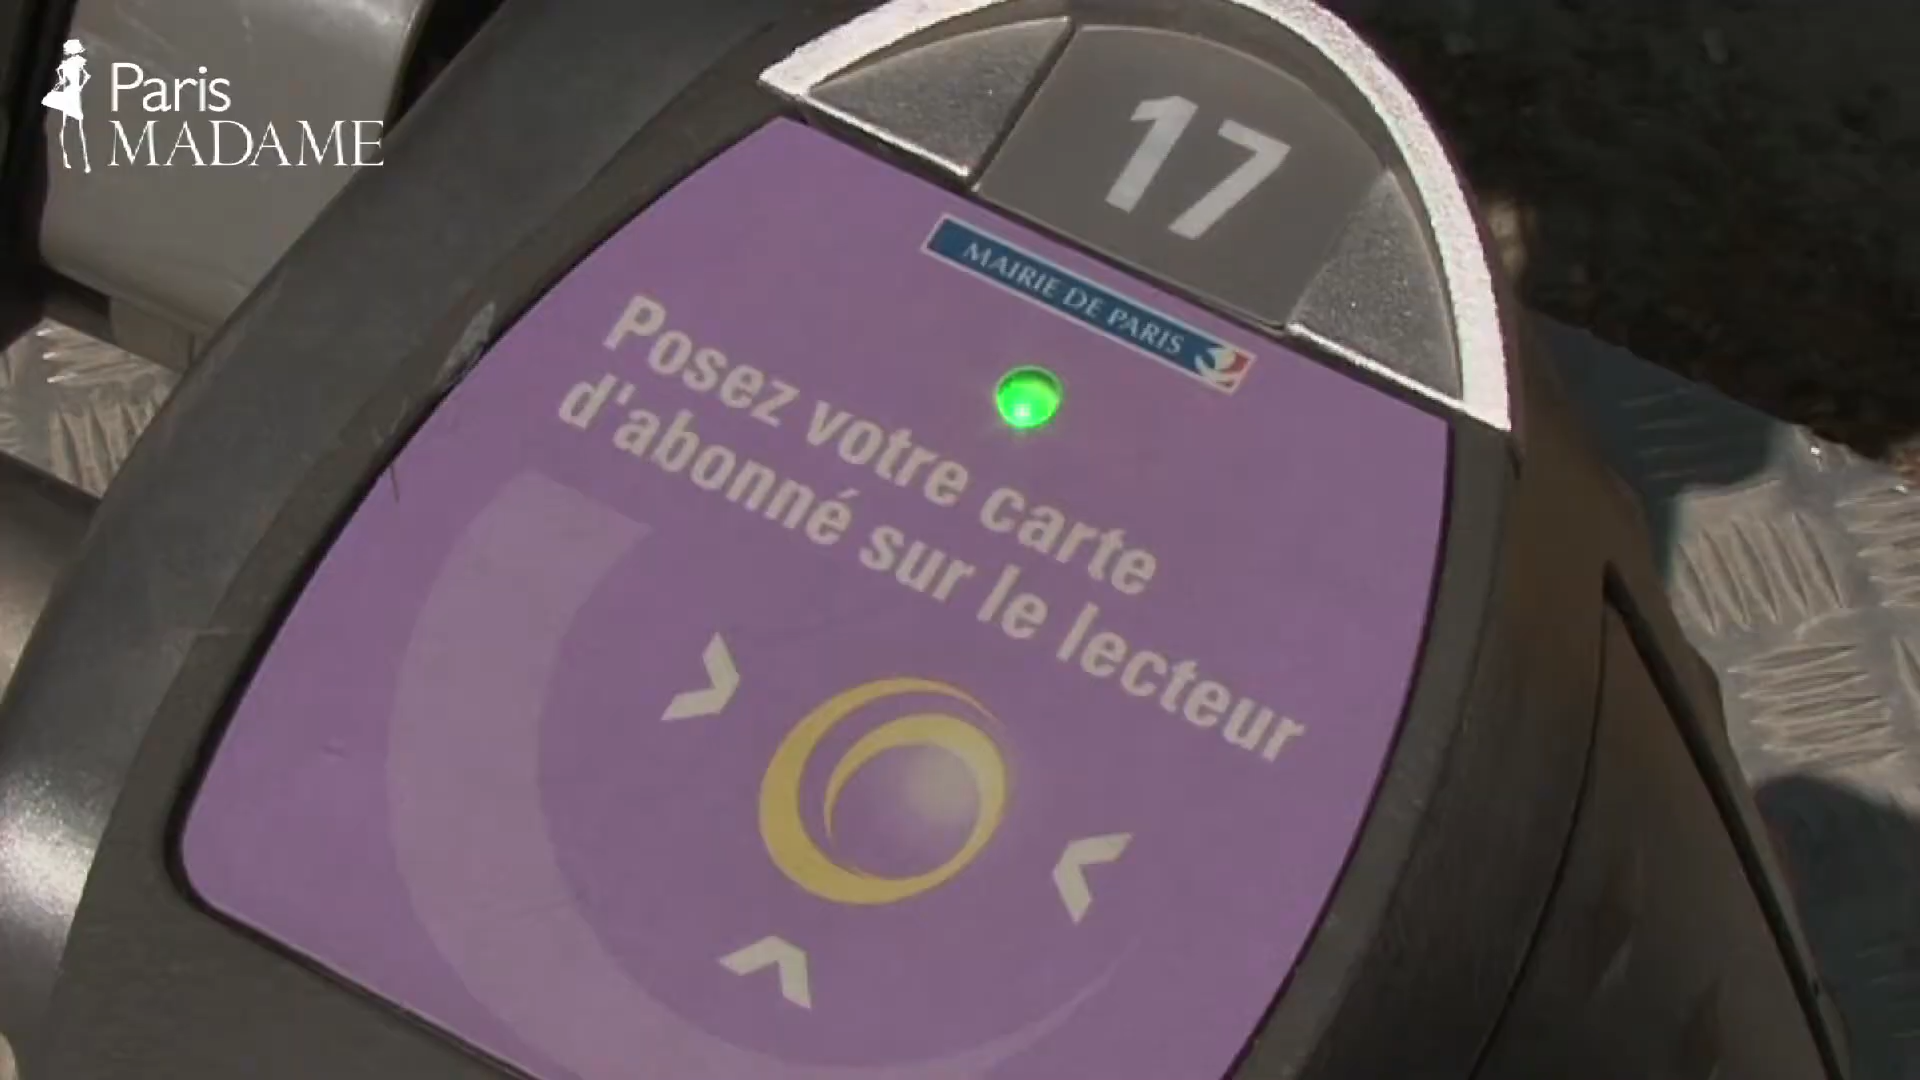 Paris
MADAME
17
MAIRIE DE PARIS
Posez votre carte
d'abonné sur le lecteur